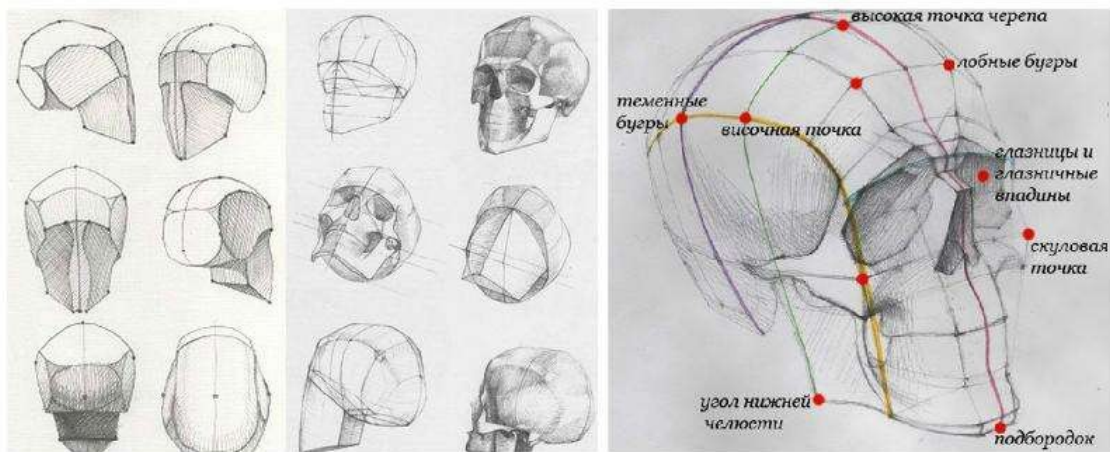 высокая точка черепа
лобные бугры
теменные
бугры
височная точка
глазницы и
глазничные
впадины
скуловая
точка
угол нижней
челюсти
подбородок